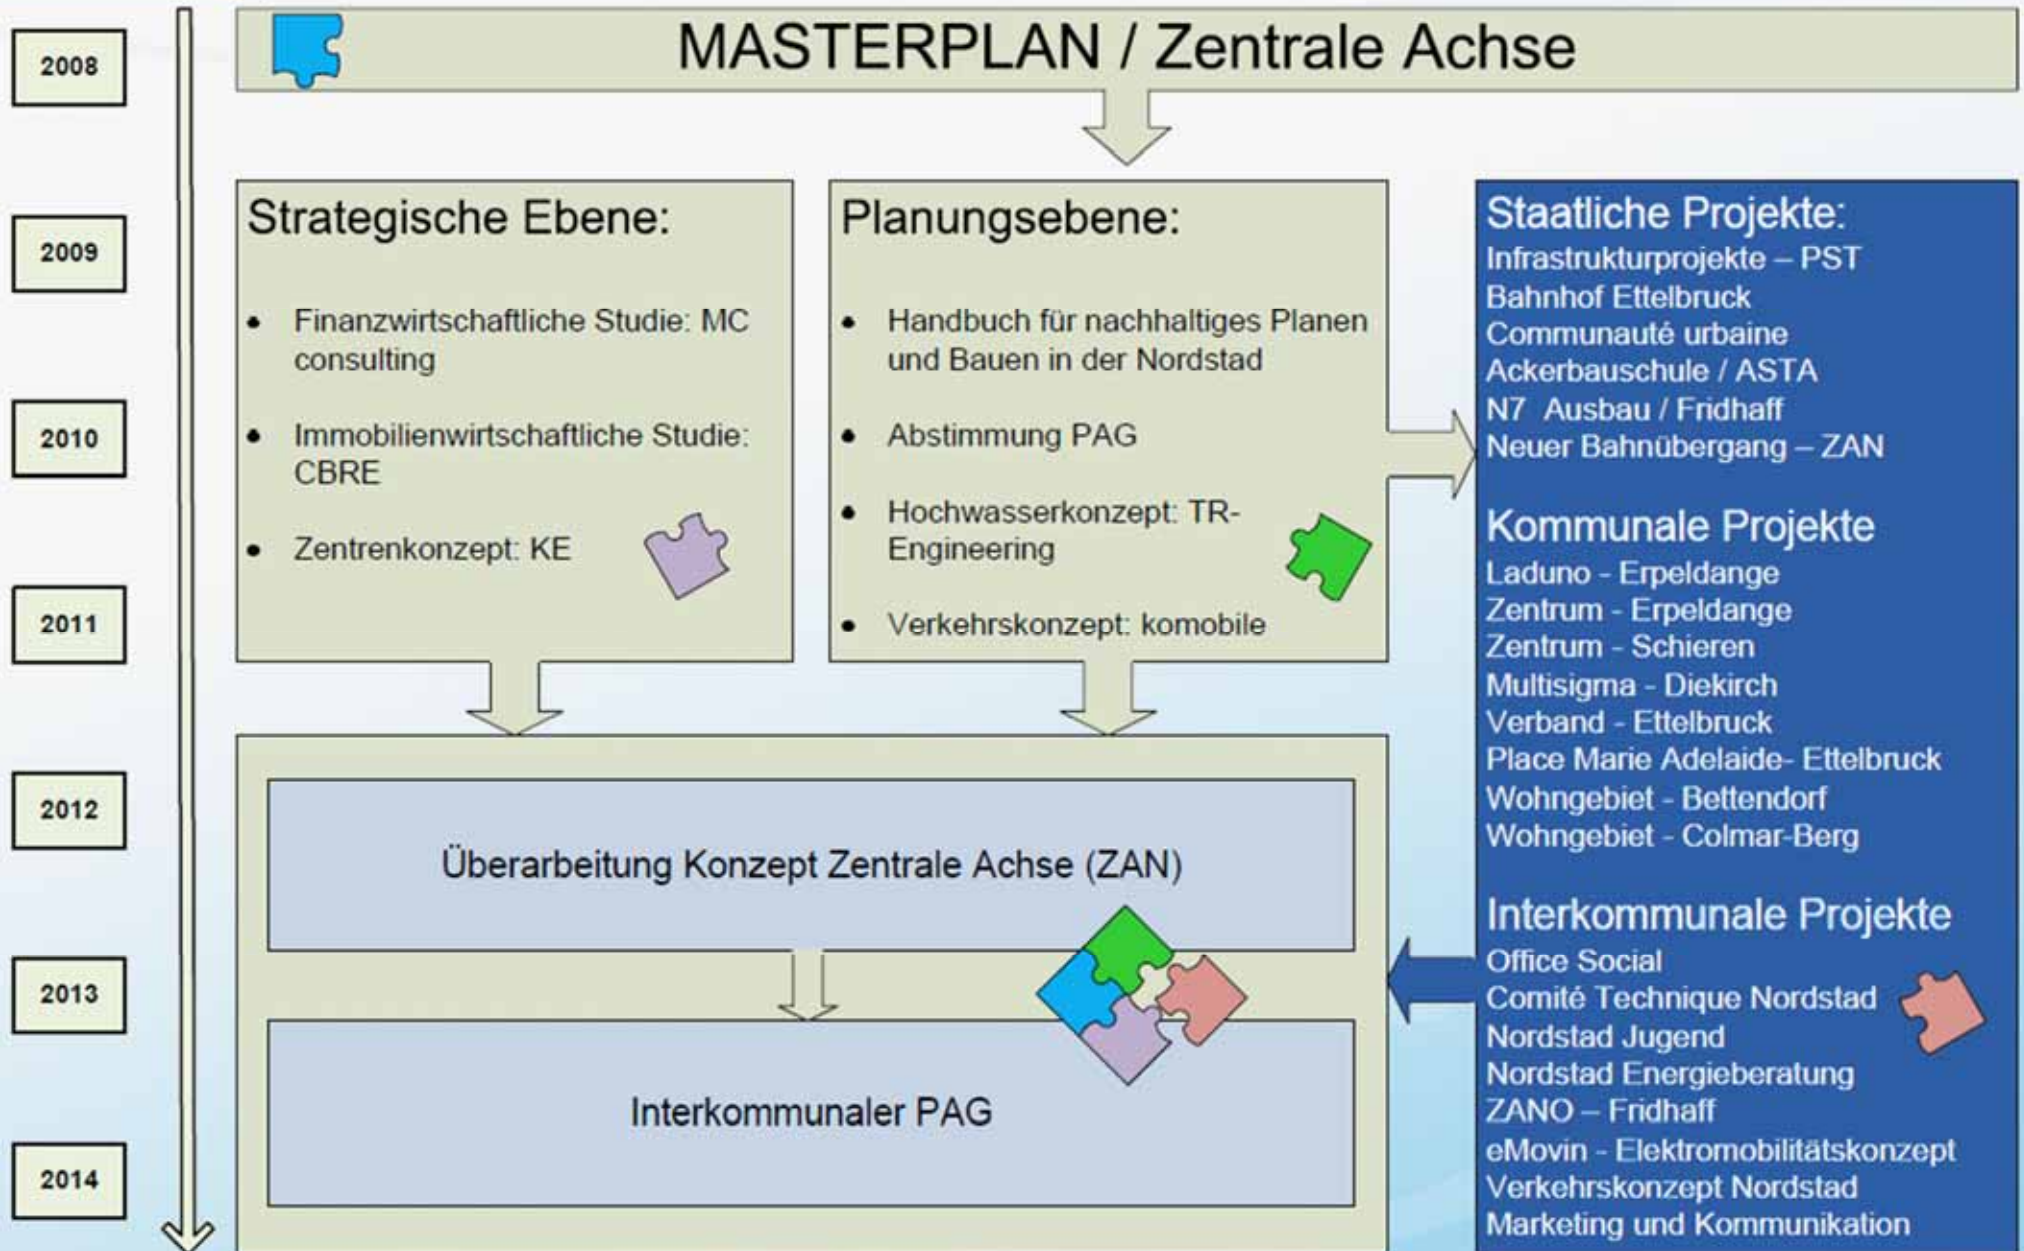 MASTERPLAN / Zentrale Achse
2008
2009
2010
2011
2012
2013
2014
Strategische Ebene:
• Finanzwirtschaftliche Studie: MC
consulting
• Immobilienwirtschaftliche Studie:
CBRE
• Zentrenkonzept: KE
Planungsebene:
• Handbuch für nachhaltiges Planen
und Bauen in der Nordstad
• Abstimmung PAG
• Hochwasserkonzept: TR-
Engineering
• Verkehrskonzept: komobile
Überarbeitung Konzept Zentrale Achse (ZAN)
Interkommunaler PAG
Staatliche Projekte:
Infrastrukturprojekte – PST
Bahnhof Ettelbruck
Communauté urbaine
Ackerbauschule / ASTA
N7 Ausbau / Fridhaff
Neuer Bahnübergang – ZAN
Kommunale Projekte
Laduno - Erpeldange
Zentrum - Erpeldange
Zentrum - Schieren
Multisigma - Diekirch
Verband - Ettelbruck
Place Marie Adelaide- Ettelbruck
Wohngebiet - Bettendorf
Wohngebiet - Colmar-Berg
Interkommunale Projekte
Office Social
Comité Technique Nordstad
Nordstad Jugend
Nordstad Energieberatung
ZANO – Fridhaff
eMovin - Elektromobilitätskonzept
Verkehrskonzept Nordstad
Marketing und Kommunikation